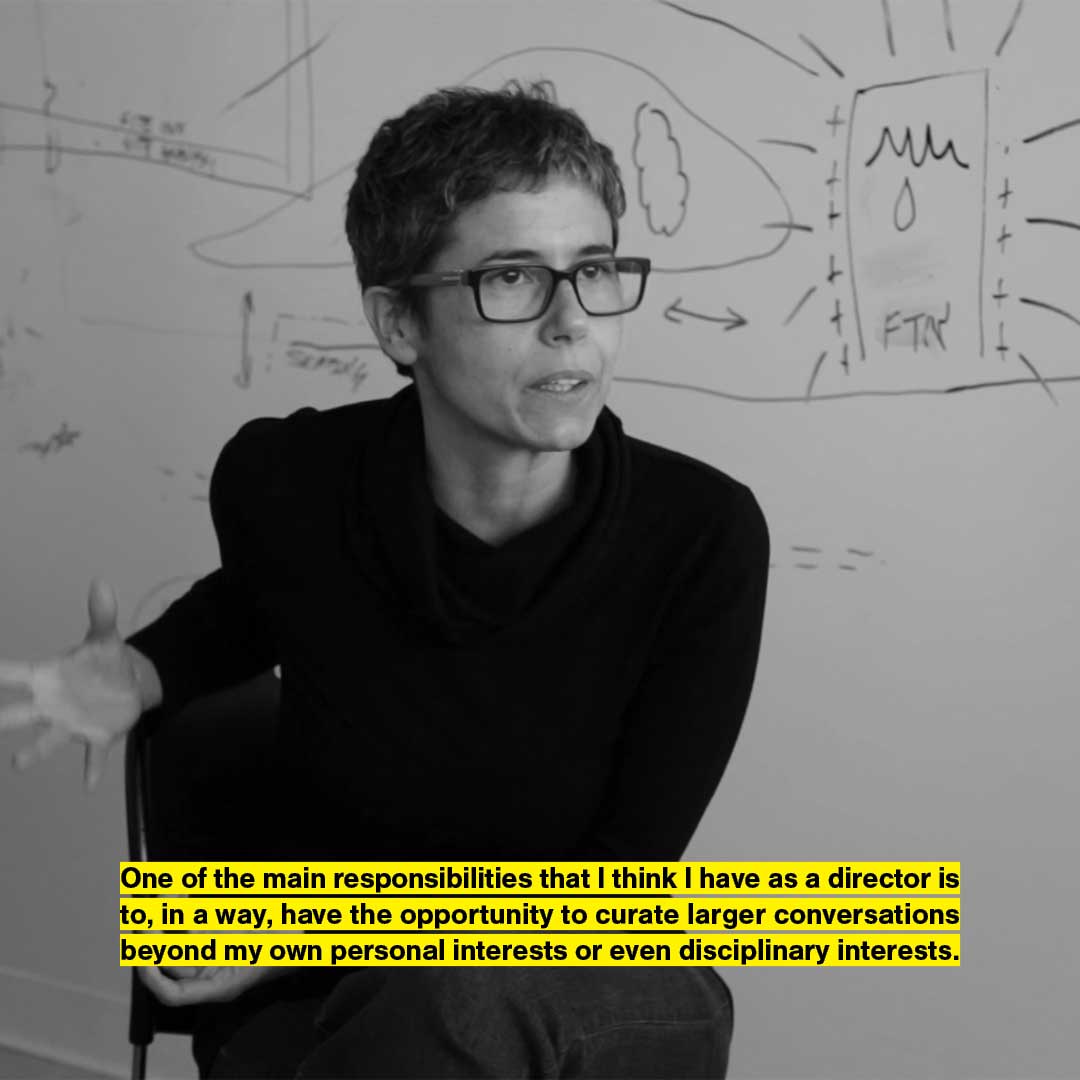 FTN
One of the main responsibilities that I think I have as a director is
to, in a way, have the opportunity to curate larger conversations
beyond my own personal interests or even disciplinary interests.